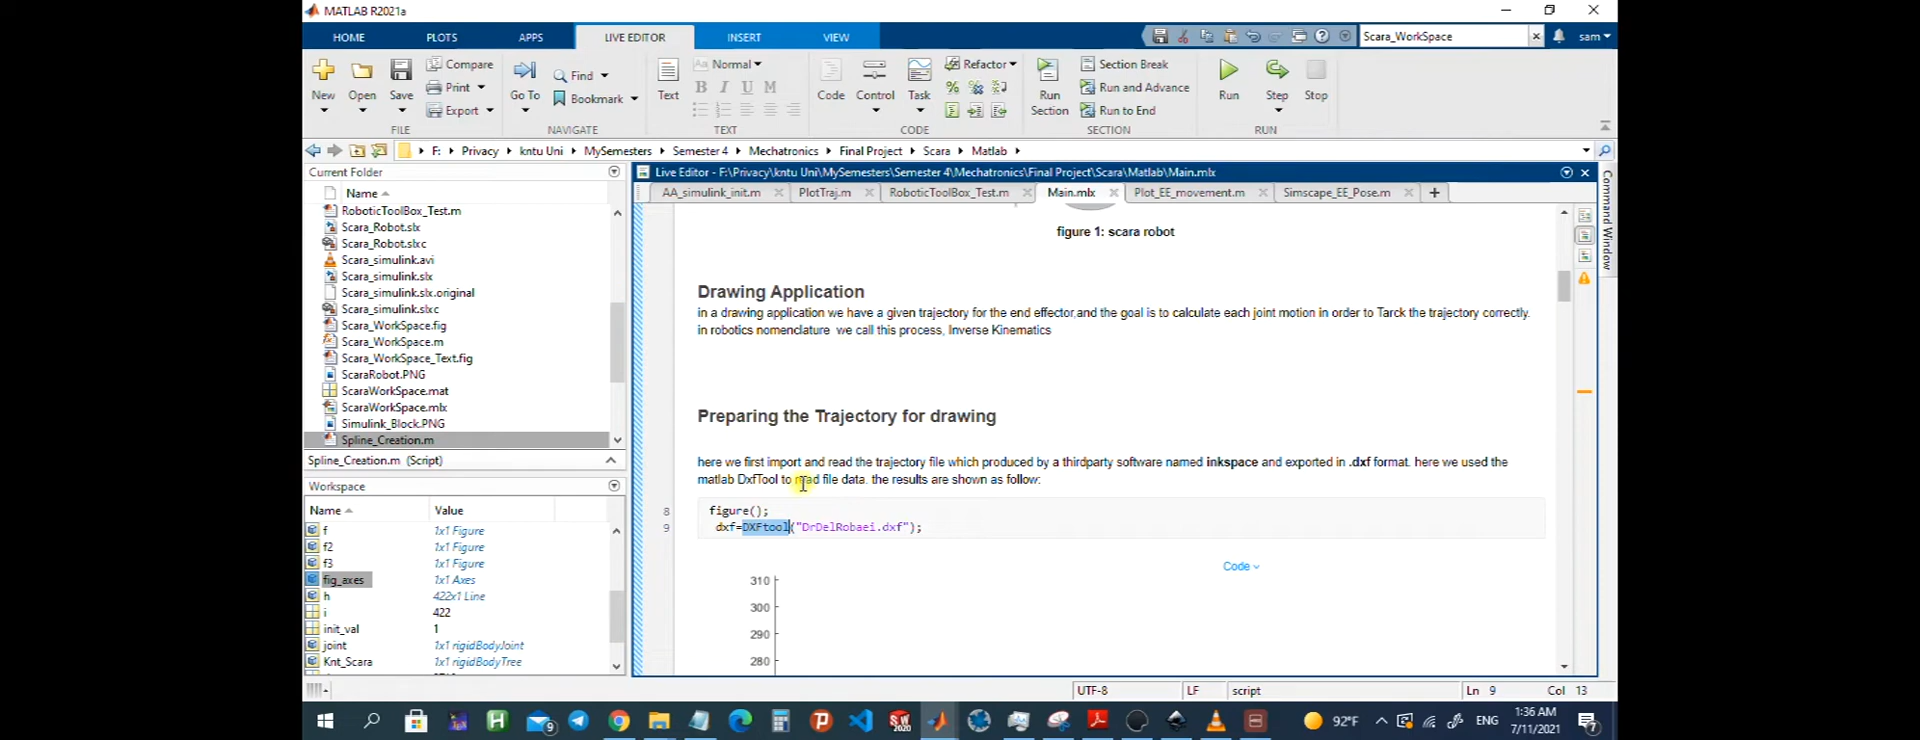 MATLAB R2021a
HOME PLOTS APPS LIVE EDITOR INSERT VIEW Scara_WorkSpace sam
New Open Save Compare Print Export Go To Find Bookmark Text Aa Normal B I U M Code Control Task Refactor Run Section Section Break Run and Advance Run to End Run Step Stop
FILE NAVIGATE TEXT CODE SECTION RUN
F: Privacy kntu Uni MySemesters Semester 4 Mechatronics Final Project Scara Matlab
Current Folder
Name
RoboticToolBox_Test.m
Scara_Robot.slx
Scara_Robot.slxc
Scara_simulink.avi
Scara_simulink.slx
Scara_simulink.slx.original
Scara_simulink.slxc
Scara_WorkSpace.fig
Scara_WorkSpace.m
Scara_WorkSpace_Text.fig
ScaraRobot.PNG
ScaraWorkSpace.mat
ScaraWorkSpace.mlx
Simulink_Block.PNG
Spline_Creation.m
Spline_Creation.m (Script)
Workspace
Name Value
f 1x1 Figure
f2 1x1 Figure
f3 1x1 Figure
fig_axes 1x1 Axes
h 422x1 Line
i 422
init_val 1
joint 1x1 rigidBodyJoint
Knt_Scara 1x1 rigidBodyTree
Live Editor - F:\Privacy\kntu Uni\MySemesters\Semester 4\Mechatronics\Final Project\Scara\Matlab\Main.mlx
AA_simulink_init.m PlotTraj.m RoboticToolBox_Test.m Main.mlx Plot_EE_movement.m Simscape_EE_Pose.m
figure 1: scara robot
Drawing Application
in a drawing application we have a given trajectory for the end effector,and the goal is to calculate each joint motion in order to Tarck the trajectory correctly.
in robotics nomenclature we call this process, Inverse Kinematics
Preparing the Trajectory for drawing
here we first import and read the trajectory file which produced by a thirdparty software named inkspace and exported in .dxf format. here we used the
matlab DxfTool to read file data. the results are shown as follow:
8 figure();
9 dxf=DXFtool("DrDelRobaei.dxf");
Code
310
300
290
280
Command Window
UTF-8 LF script Ln 9 Col 13
9 92°F ENG 1:36 AM
7/11/2021 7